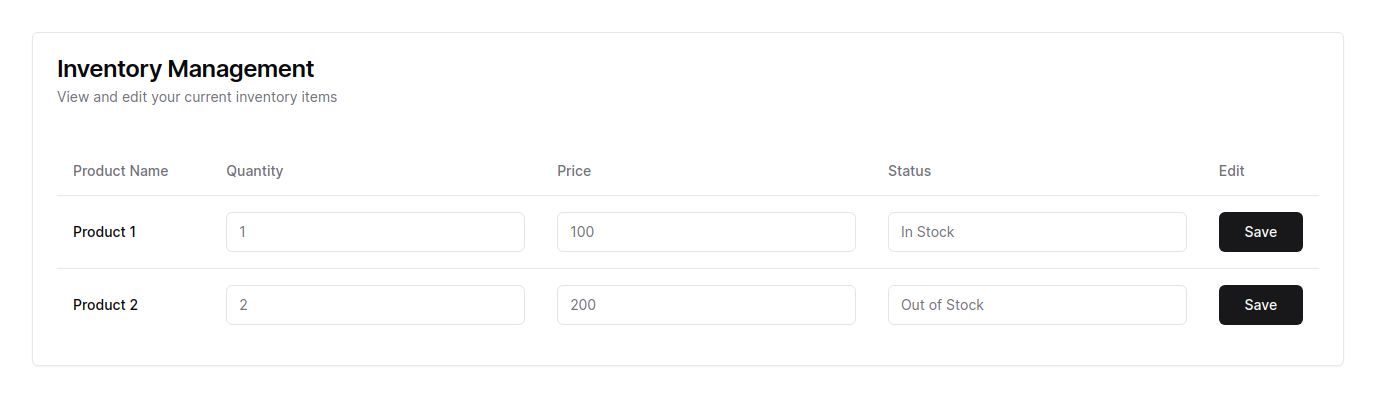 Inventory Management
View and edit your current inventory items
Product Name Quantity Price Status Edit
Product 1 1 100 In Stock Save
Product 2 2 200 Out of Stock Save